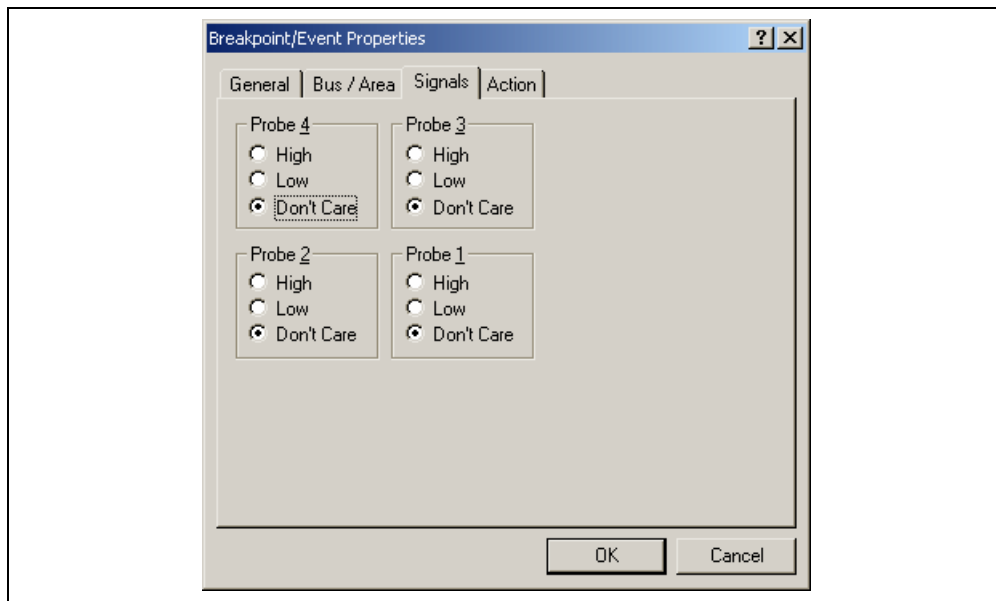 Breakpoint/Event Properties
General Bus / Area Signals Action
Probe 4 Probe 3
High High
Low Low
Don't Care Don't Care
Probe 2 Probe 1
High High
Low Low
Don't Care Don't Care
OK Cancel